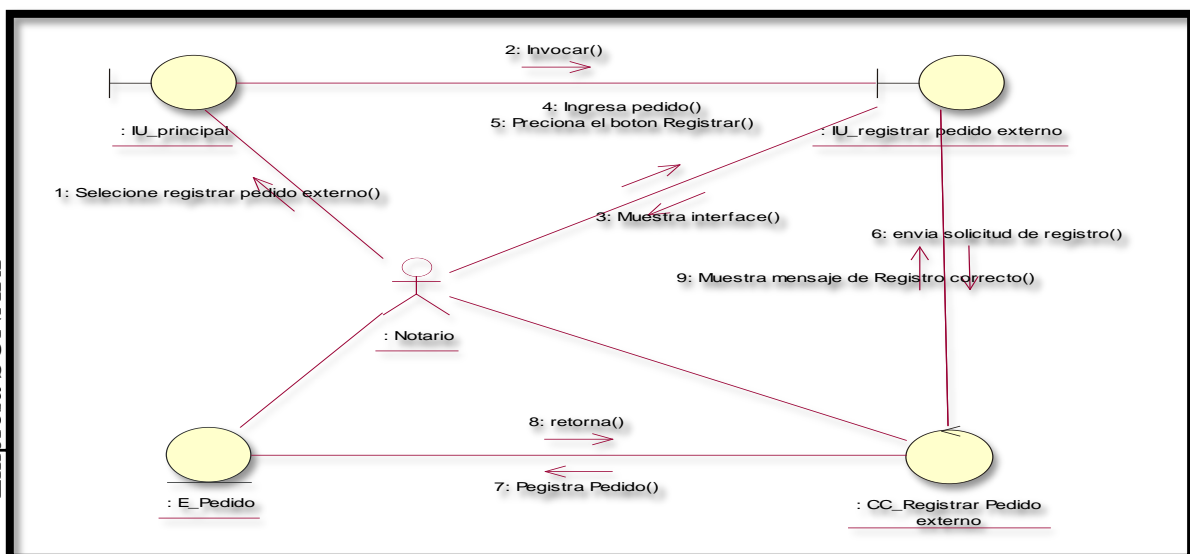 2: Invocar()
4: Ingresa pedido()
5: Preciona el boton Registrar()
: IU_principal
: IU_registrar pedido externo
1: Selecione registrar pedido externo()
3: Muestra interface()
6: envia solicitud de registro()
9: Muestra mensaje de Registro correcto()
: Notario
8: retorna()
7: Pegistra Pedido()
: E_Pedido
: CC_Registrar Pedido
externo